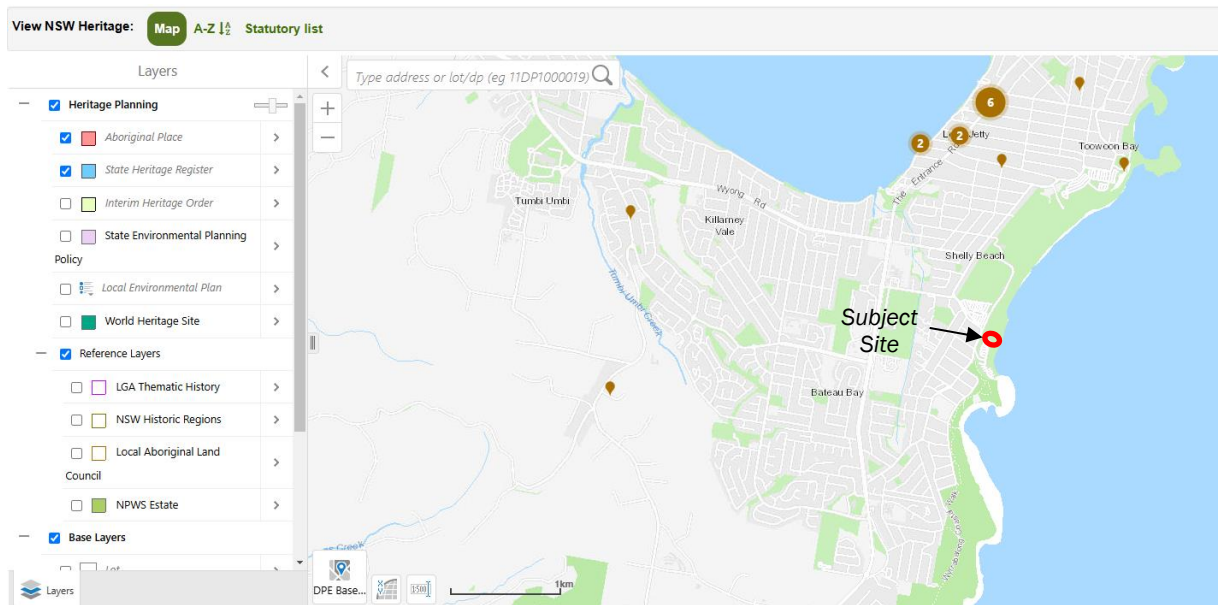 View NSW Heritage: Map A-Z Statutory list
Layers
Heritage Planning
Aboriginal Place
State Heritage Register
Interim Heritage Order
State Environmental Planning
Policy
Local Environmental Plan
World Heritage Site
Reference Layers
LGA Thematic History
NSW Historic Regions
Local Aboriginal Land
Council
NPWS Estate
Base Layers
Lot
Layers
Type address or lot/dp (eg 11DP1000019)
6
2
2
Jetty
Toowoon Bay
The Entrance Rd
Wyong Rd
Tumbi Umbi
Killarney
Vale
Shelly Beach
Tumbi Umbi Creek
Subject
Site
Bateau Bay
Creek
DPE Base...
1km